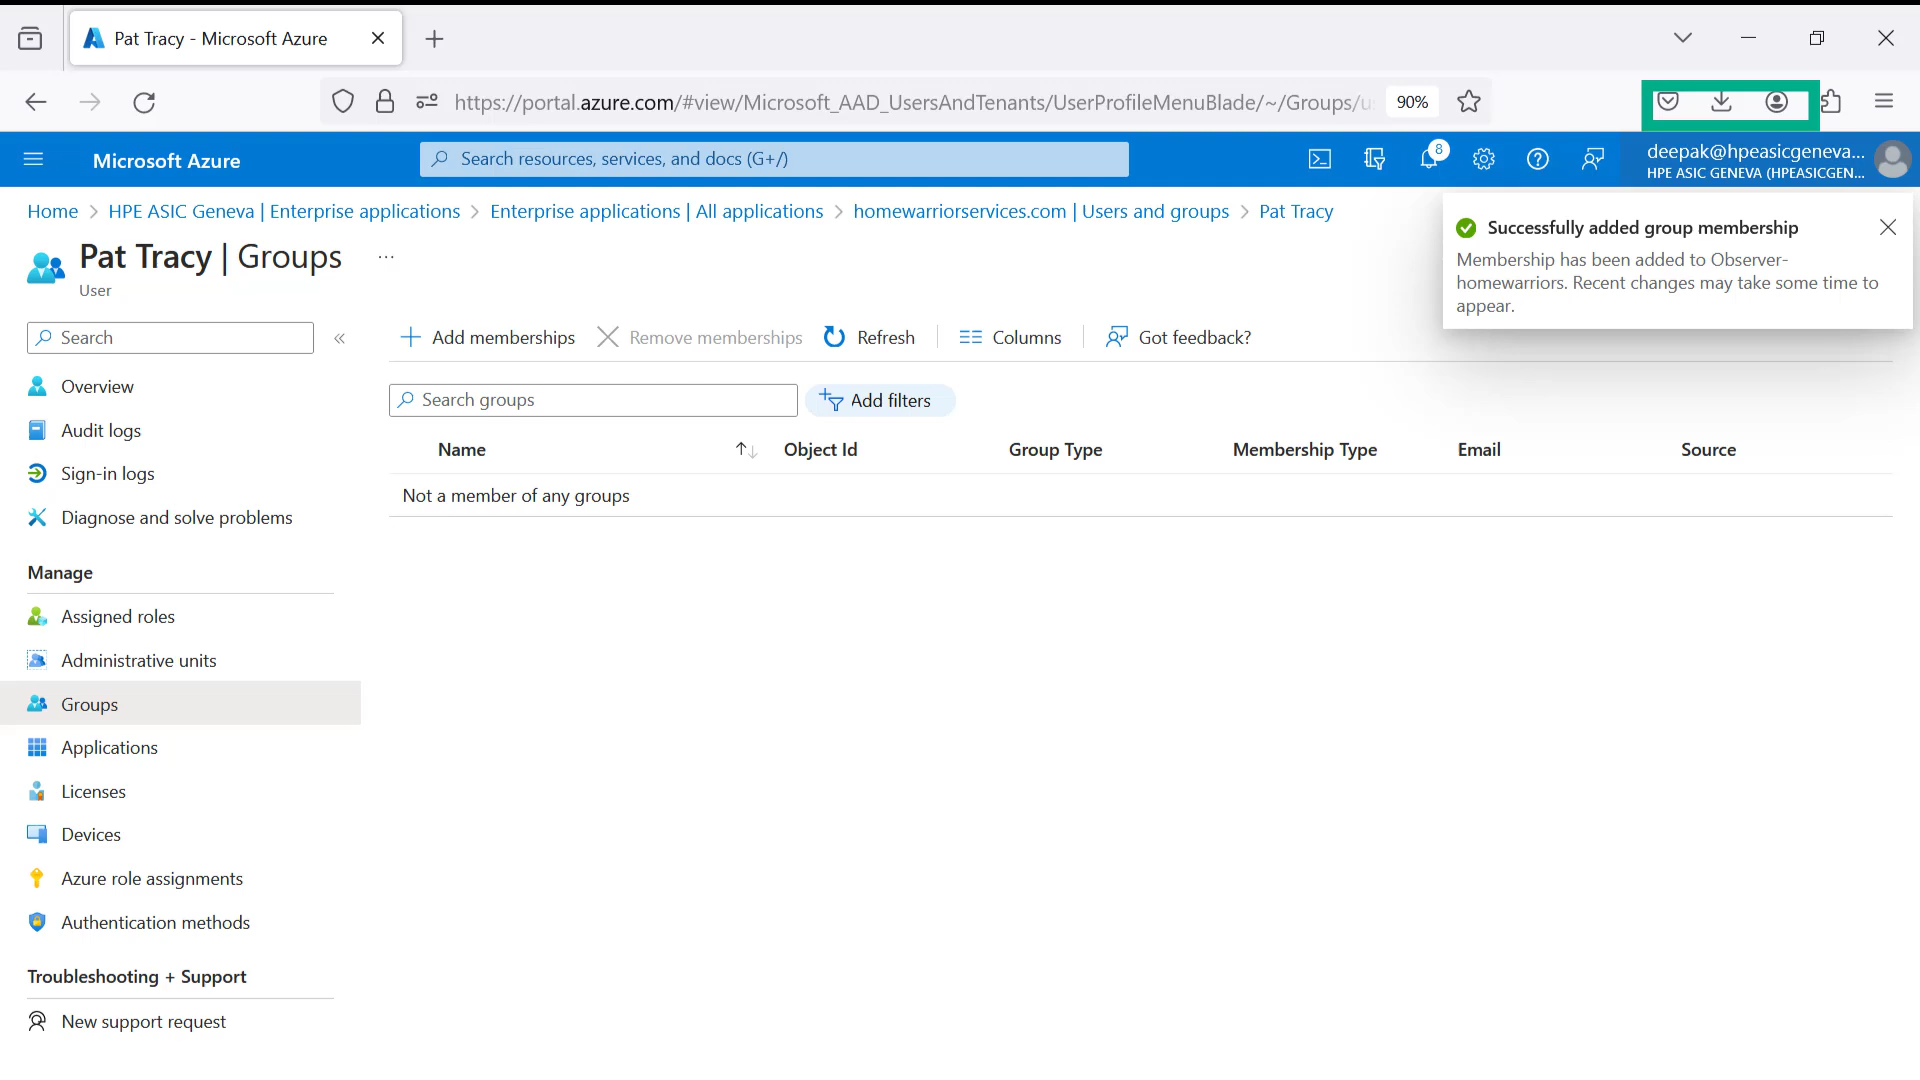 Pat Tracy - Microsoft Azure
https://portal.azure.com/#view/Microsoft_AAD_UsersAndTenants/UserProfileMenuBlade/~/Groups/u
90%
Microsoft Azure
Search resources, services, and docs (G+/)
8
deepak@hpeasicgeneva...
HPE ASIC GENEVA (HPEASICGEN...
Home > HPE ASIC Geneva | Enterprise applications > Enterprise applications | All applications > homewarriorservices.com | Users and groups > Pat Tracy
Pat Tracy | Groups ...
User
Successfully added group membership
Membership has been added to Observer-
homewarriors. Recent changes may take some time to
appear.
Search
Add memberships
Remove memberships
Refresh
Columns
Got feedback?
Search groups
Add filters
Name
Object Id
Group Type
Membership Type
Email
Source
Not a member of any groups
Overview
Audit logs
Sign-in logs
Diagnose and solve problems
Manage
Assigned roles
Administrative units
Groups
Applications
Licenses
Devices
Azure role assignments
Authentication methods
Troubleshooting + Support
New support request